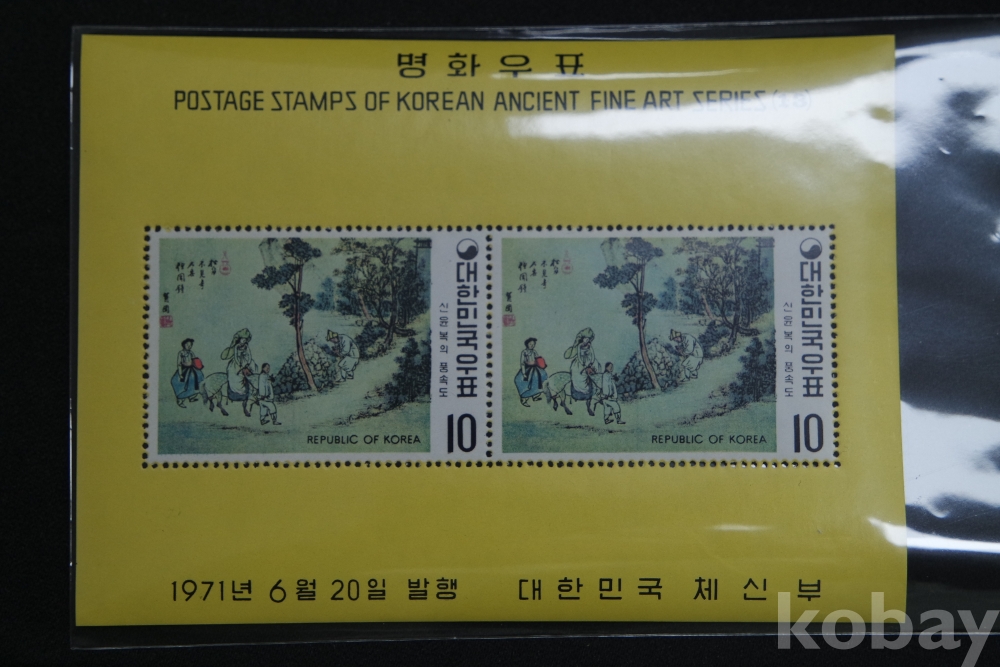 명화우표
POSTAGE STAMPS OF KOREAN ANCIENT FINE ART SERIES
대한민국우표
신윤복의 풍속도
REPUBLIC OF KOREA
10
대한민국우표
신윤복의 풍속도
REPUBLIC OF KOREA
10
1971년 6월 20일 발행 대한민국 체신부
kobay